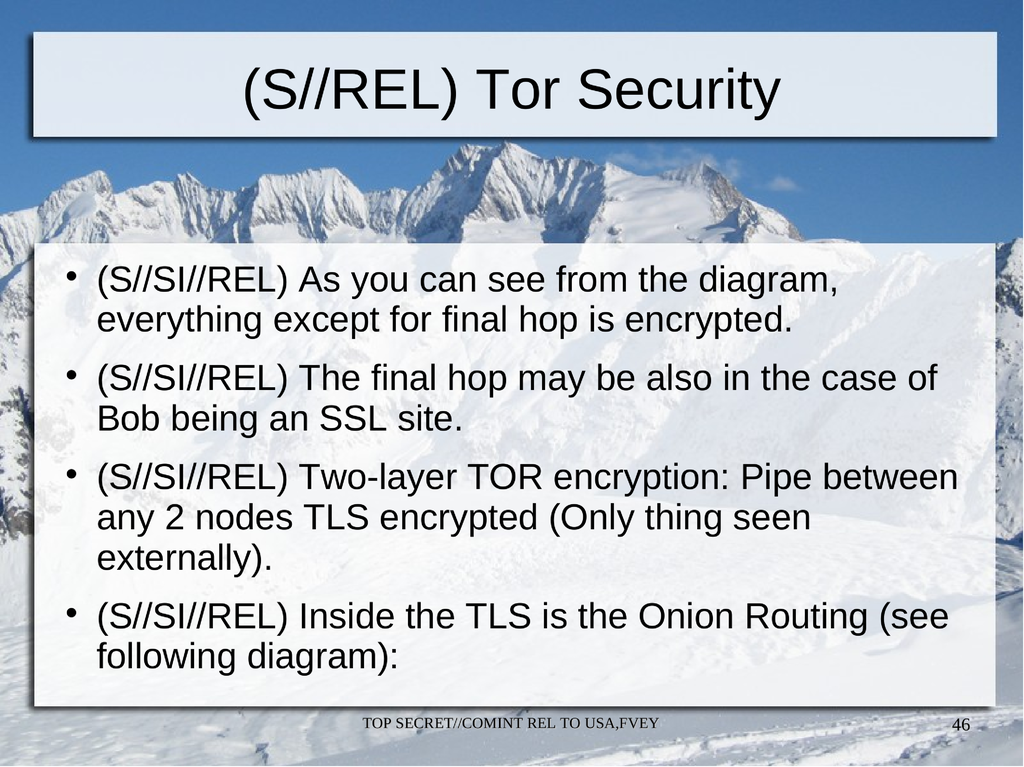 (S//REL) Tor Security
• (S//SI//REL) As you can see from the diagram,
everything except for final hop is encrypted.
• (S//SI//REL) The final hop may be also in the case of
Bob being an SSL site.
• (S//SI//REL) Two-layer TOR encryption: Pipe between
any 2 nodes TLS encrypted (Only thing seen
externally).
• (S//SI//REL) Inside the TLS is the Onion Routing (see
following diagram):
TOP SECRET//COMINT REL TO USA,FVEY
46